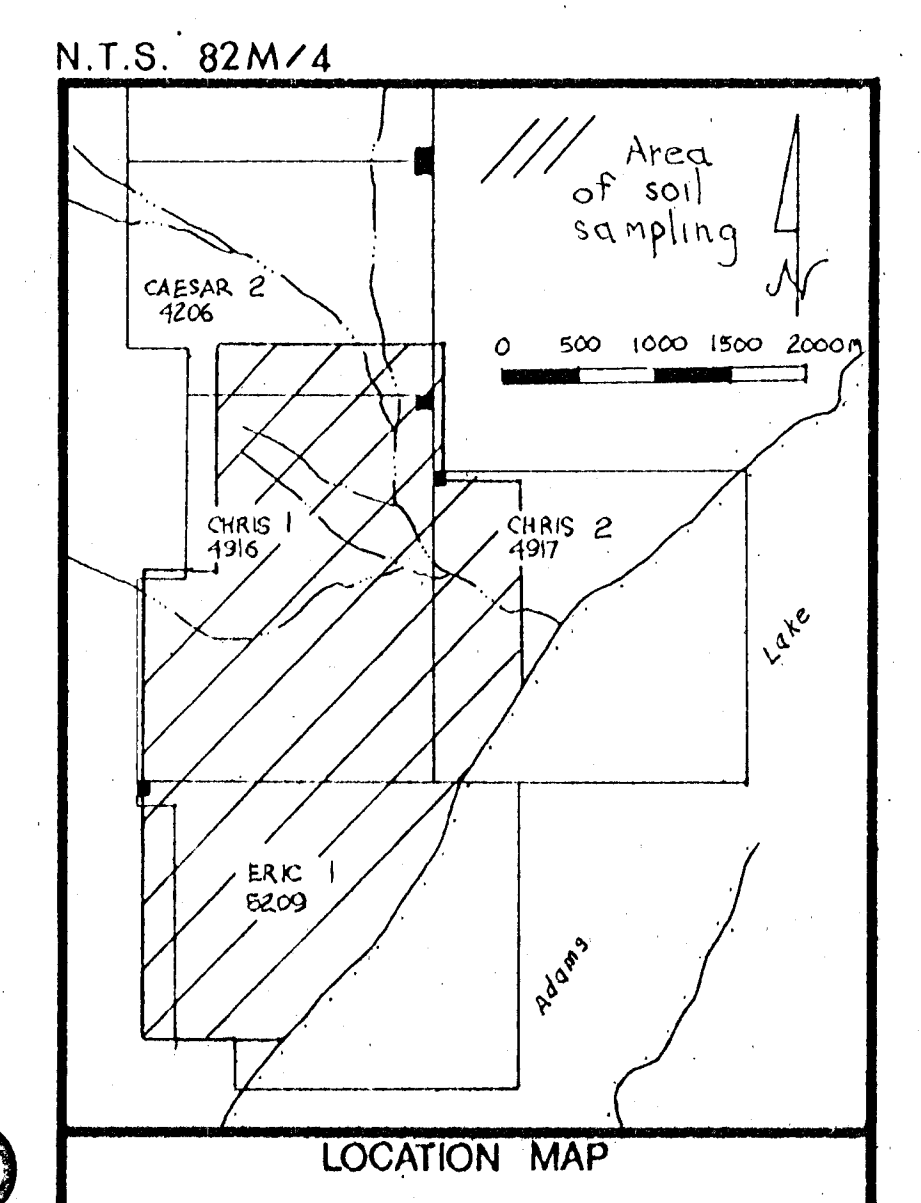 N.T.S. 82M/4
Area
of soil
sampling
N
0 500 1000 1500 2000M
CAESAR 2
4206
CHRIS 1
4916
CHRIS 2
4917
Lake
ERIC 1
5209
Adams
LOCATION MAP